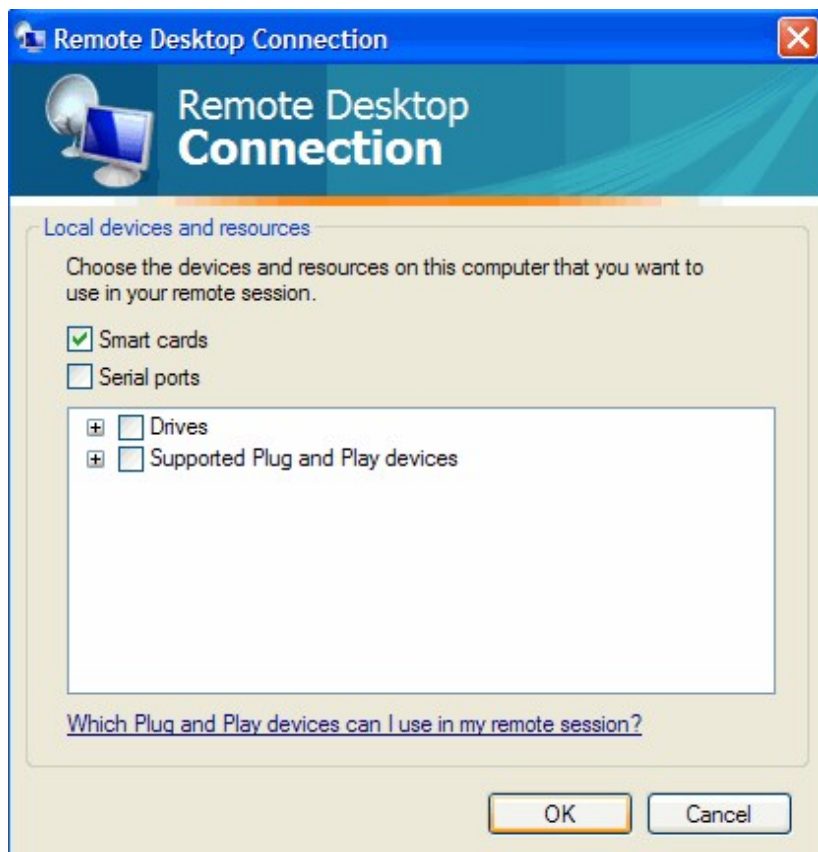 Remote Desktop Connection
Remote Desktop
Connection
Local devices and resources
Choose the devices and resources on this computer that you want to
use in your remote session.
Smart cards
Serial ports
Drives
Supported Plug and Play devices
Which Plug and Play devices can I use in my remote session?
OK Cancel